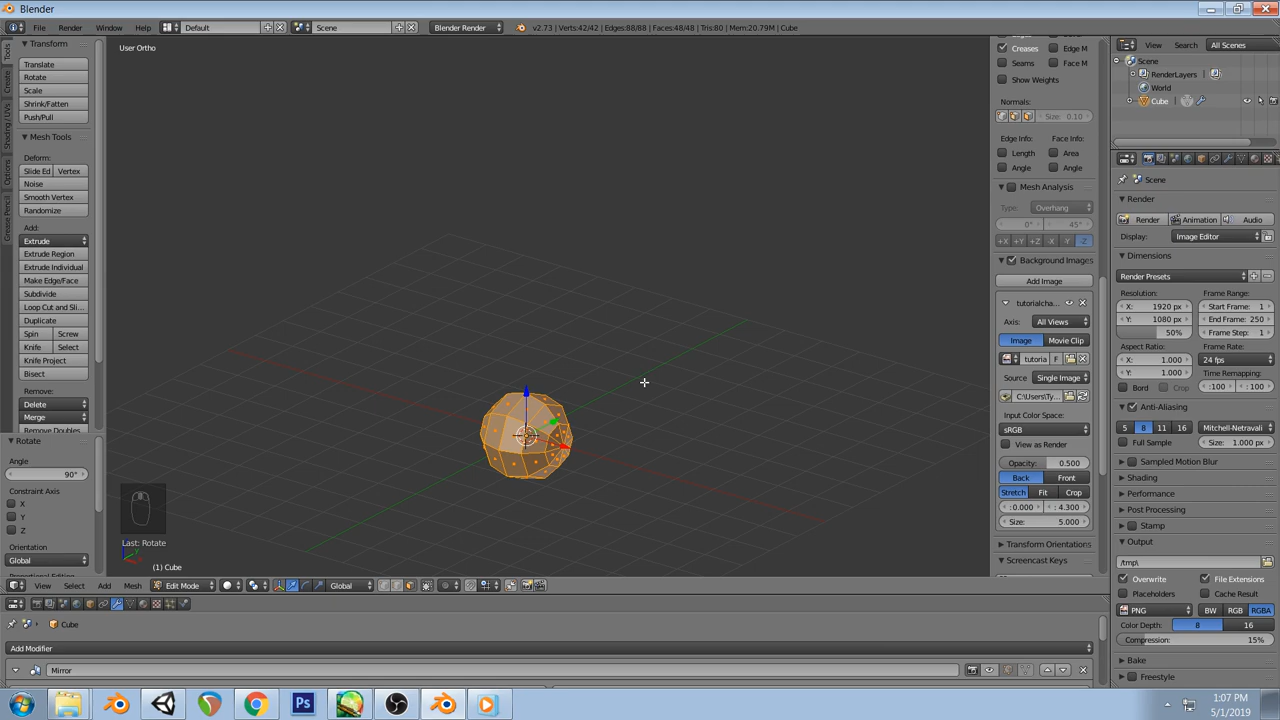 Blender
File Render Window Help Default Scene Blender Render v2.73 | Verts:42/42 | Edges:88/88 | Faces:48/48 | Tris:80 | Mem:20.79M | Cube
Transform
Translate
Rotate
Scale
Shrink/Fatten
Push/Pull
Mesh Tools
Deform:
Slide Ed Vertex
Noise
Smooth Vertex
Randomize
Add:
Extrude
Extrude Region
Extrude Individual
Make Edge/Face
Subdivide
Loop Cut and Sli...
Duplicate
Spin Screw
Knife Select
Knife Project
Bisect
Remove:
Delete
Merge
Remove Doubles
Rotate
Angle
90°
Constraint Axis
X
Y
Z
Orientation
Global
Tools
Create
Shading / UVs
Options
Grease Pencil
User Ortho
Last: Rotate
(1) Cube
View Select Add Mesh Edit Mode Global
Cube
Add Modifier
Mirror
Creases Edge M
Seams Face M
Show Weights
Normals:
Size: 0.10
Edge Info: Face Info:
Length Area
Angle Angle
Mesh Analysis
Type: Overhang
0° 45°
+X +Y +Z -X -Y -Z
Background Images
Add Image
tutorialcha...
Axis: All Views
Image Movie Clip
tutoria F
Source Single Image
C:\Users\Ty...
Input Color Space:
sRGB
View as Render
Opacity: 0.500
Back Front
Stretch Fit Crop
: 0.000 : 4.300
Size: 5.000
Transform Orientations
Screencast Keys
View Search All Scenes
Scene
RenderLayers
World
Cube
Scene
Render
Render Animation Audio
Display: Image Editor
Dimensions
Render Presets
Resolution: Frame Range:
X: 1920 px Start Frame: 1
Y: 1080 px End Frame: 250
50% Frame Step: 1
Aspect Ratio: Frame Rate:
X: 1.000 24 fps
Y: 1.000 Time Remapping:
Bord Crop :100 : 100
Anti-Aliasing
5 8 11 16 Mitchell-Netravali
Full Sample Size: 1.000 px
Sampled Motion Blur
Shading
Performance
Post Processing
Stamp
Output
/tmp\
Overwrite File Extensions
Placeholders Cache Result
PNG BW RGB RGBA
Color Depth: 8 16
Compression: 15%
Bake
Freestyle
Ps
1:07 PM
5/1/2019